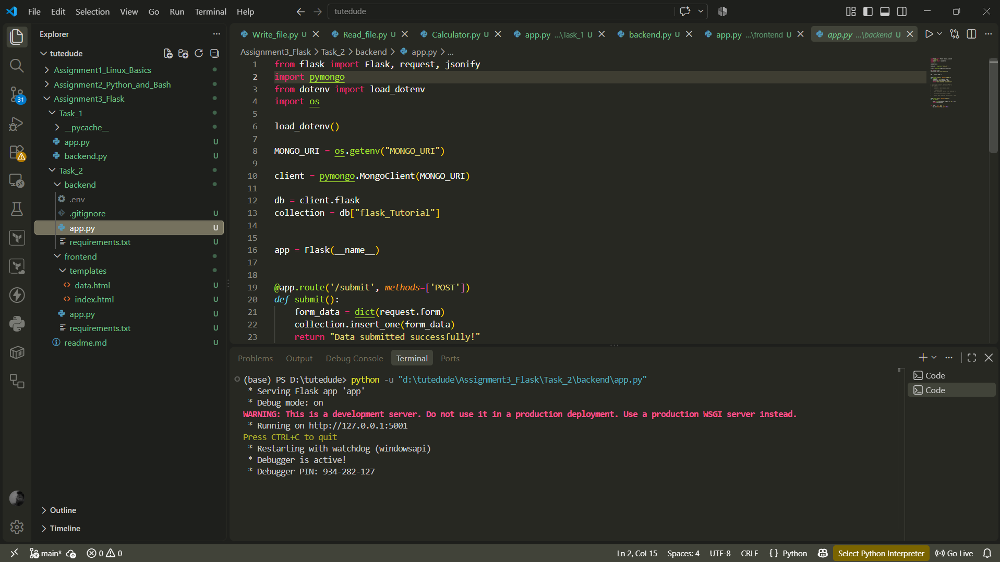 File Edit Selection View Go Run Terminal Help
tutedude
Explorer
tutedude
Assignment1_Linux_Basics
Assignment2_Python_and_Bash
Assignment3_Flask
Task_1
__pycache__
app.py U
backend.py U
Task_2
backend
.env
.gitignore U
app.py U
requirements.txt U
frontend
templates
data.html U
index.html U
app.py U
requirements.txt U
readme.md U
Outline
Timeline
31
Write_file.py U Read_file.py U Calculator.py U app.py ...\Task_1 U backend.py U app.py ...\frontend U app.py ...\backend U
Assignment3_Flask > Task_2 > backend > app.py > ...
1 from flask import Flask, request, jsonify
2 import pymongo
3 from dotenv import load_dotenv
4 import os
5
6 load_dotenv()
7
8 MONGO_URI = os.getenv("MONGO_URI")
9
10 client = pymongo.MongoClient(MONGO_URI)
11
12 db = client.flask
13 collection = db["flask_Tutorial"]
14
15
16 app = Flask(__name__)
17
18
19 @app.route('/submit', methods=['POST'])
20 def submit():
21 form_data = dict(request.form)
22 collection.insert_one(form_data)
23 return "Data submitted successfully!"
Problems Output Debug Console Terminal Ports
(base) PS D:\tutedude> python -u "d:\tutedude\Assignment3_Flask\Task_2\backend\app.py"
* Serving Flask app 'app'
* Debug mode: on
WARNING: This is a development server. Do not use it in a production deployment. Use a production WSGI server instead.
* Running on http://127.0.0.1:5001
Press CTRL+C to quit
* Restarting with watchdog (windowsapi)
* Debugger is active!
* Debugger PIN: 934-282-127
Code
Code
main* 0 0 Ln 2, Col 15 Spaces: 4 UTF-8 CRLF { } Python Select Python Interpreter Go Live